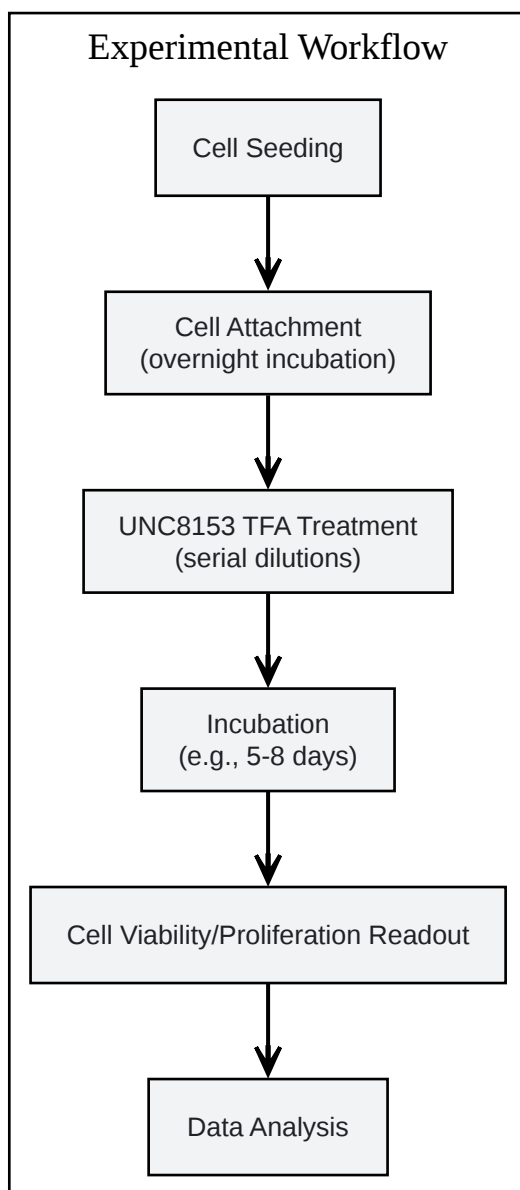 Experimental Workflow
Cell Seeding
Cell Attachment
(overnight incubation)
UNC8153 TFA Treatment
(serial dilutions)
Incubation
(e.g., 5-8 days)
Cell Viability/Proliferation Readout
Data Analysis